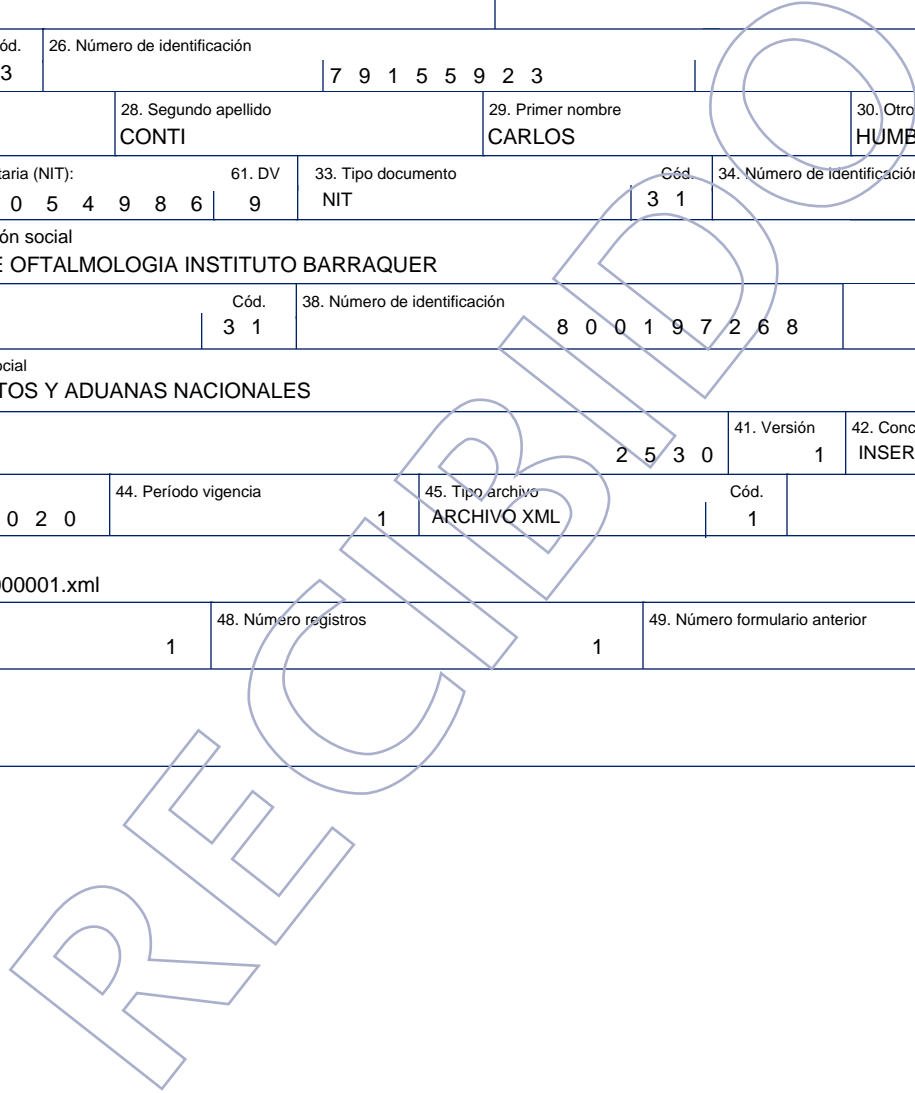 ód. 26. Número de identificación
3 7 9 1 5 5 9 2 3
28. Segundo apellido 29. Primer nombre 30. Otro
CONTI CARLOS HUMB
taria (NIT): 61. DV 33. Tipo documento Cód. 34. Número de identificación
0 5 4 9 8 6 9 NIT 3 1
ón social
E OFTALMOLOGIA INSTITUTO BARRAQUER
Cód. 38. Número de identificación
3 1 8 0 0 1 9 7 2 6 8
ocial
TOS Y ADUANAS NACIONALES
41. Versión 42. Conc
2 5 3 0 1 INSER
44. Período vigencia 45. Tipo archivo Cód.
0 2 0 1 ARCHIVO XML 1
000001.xml
48. Número registros 49. Número formulario anterior
1 1
RECIBIDO